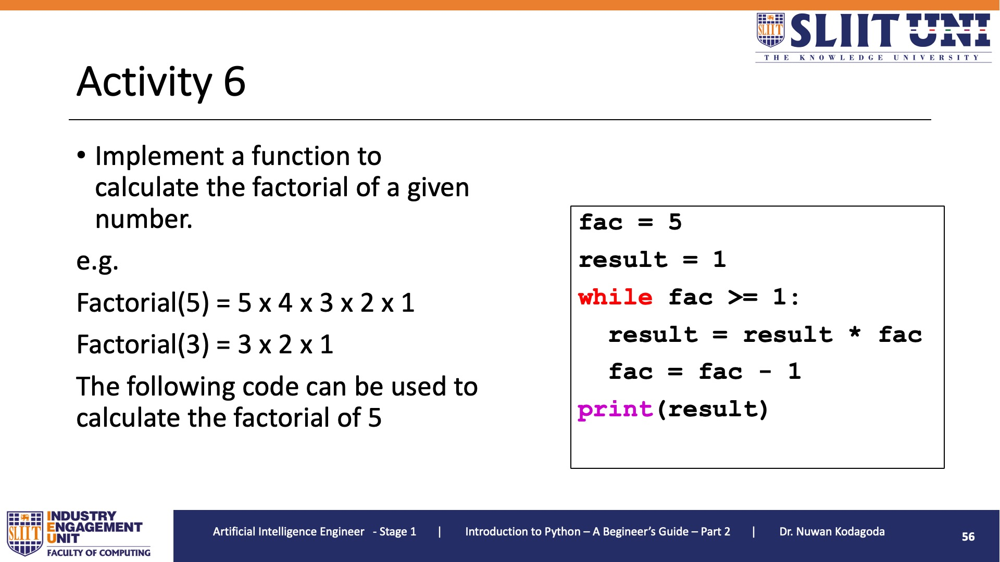 SLIIT
SLIIT UNI
THE KNOWLEDGE UNIVERSITY
Activity 6
• Implement a function to
calculate the factorial of a given
number.
e.g.
Factorial(5) = 5 x 4 x 3 x 2 x 1
Factorial(3) = 3 x 2 x 1
The following code can be used to
calculate the factorial of 5
fac = 5
result = 1
while fac >= 1:
  result = result * fac
  fac = fac - 1
print(result)
SLIIT
INDUSTRY
ENGAGEMENT
UNIT
FACULTY OF COMPUTING
Artificial Intelligence Engineer - Stage 1 | Introduction to Python – A Begineer’s Guide – Part 2 | Dr. Nuwan Kodagoda
56